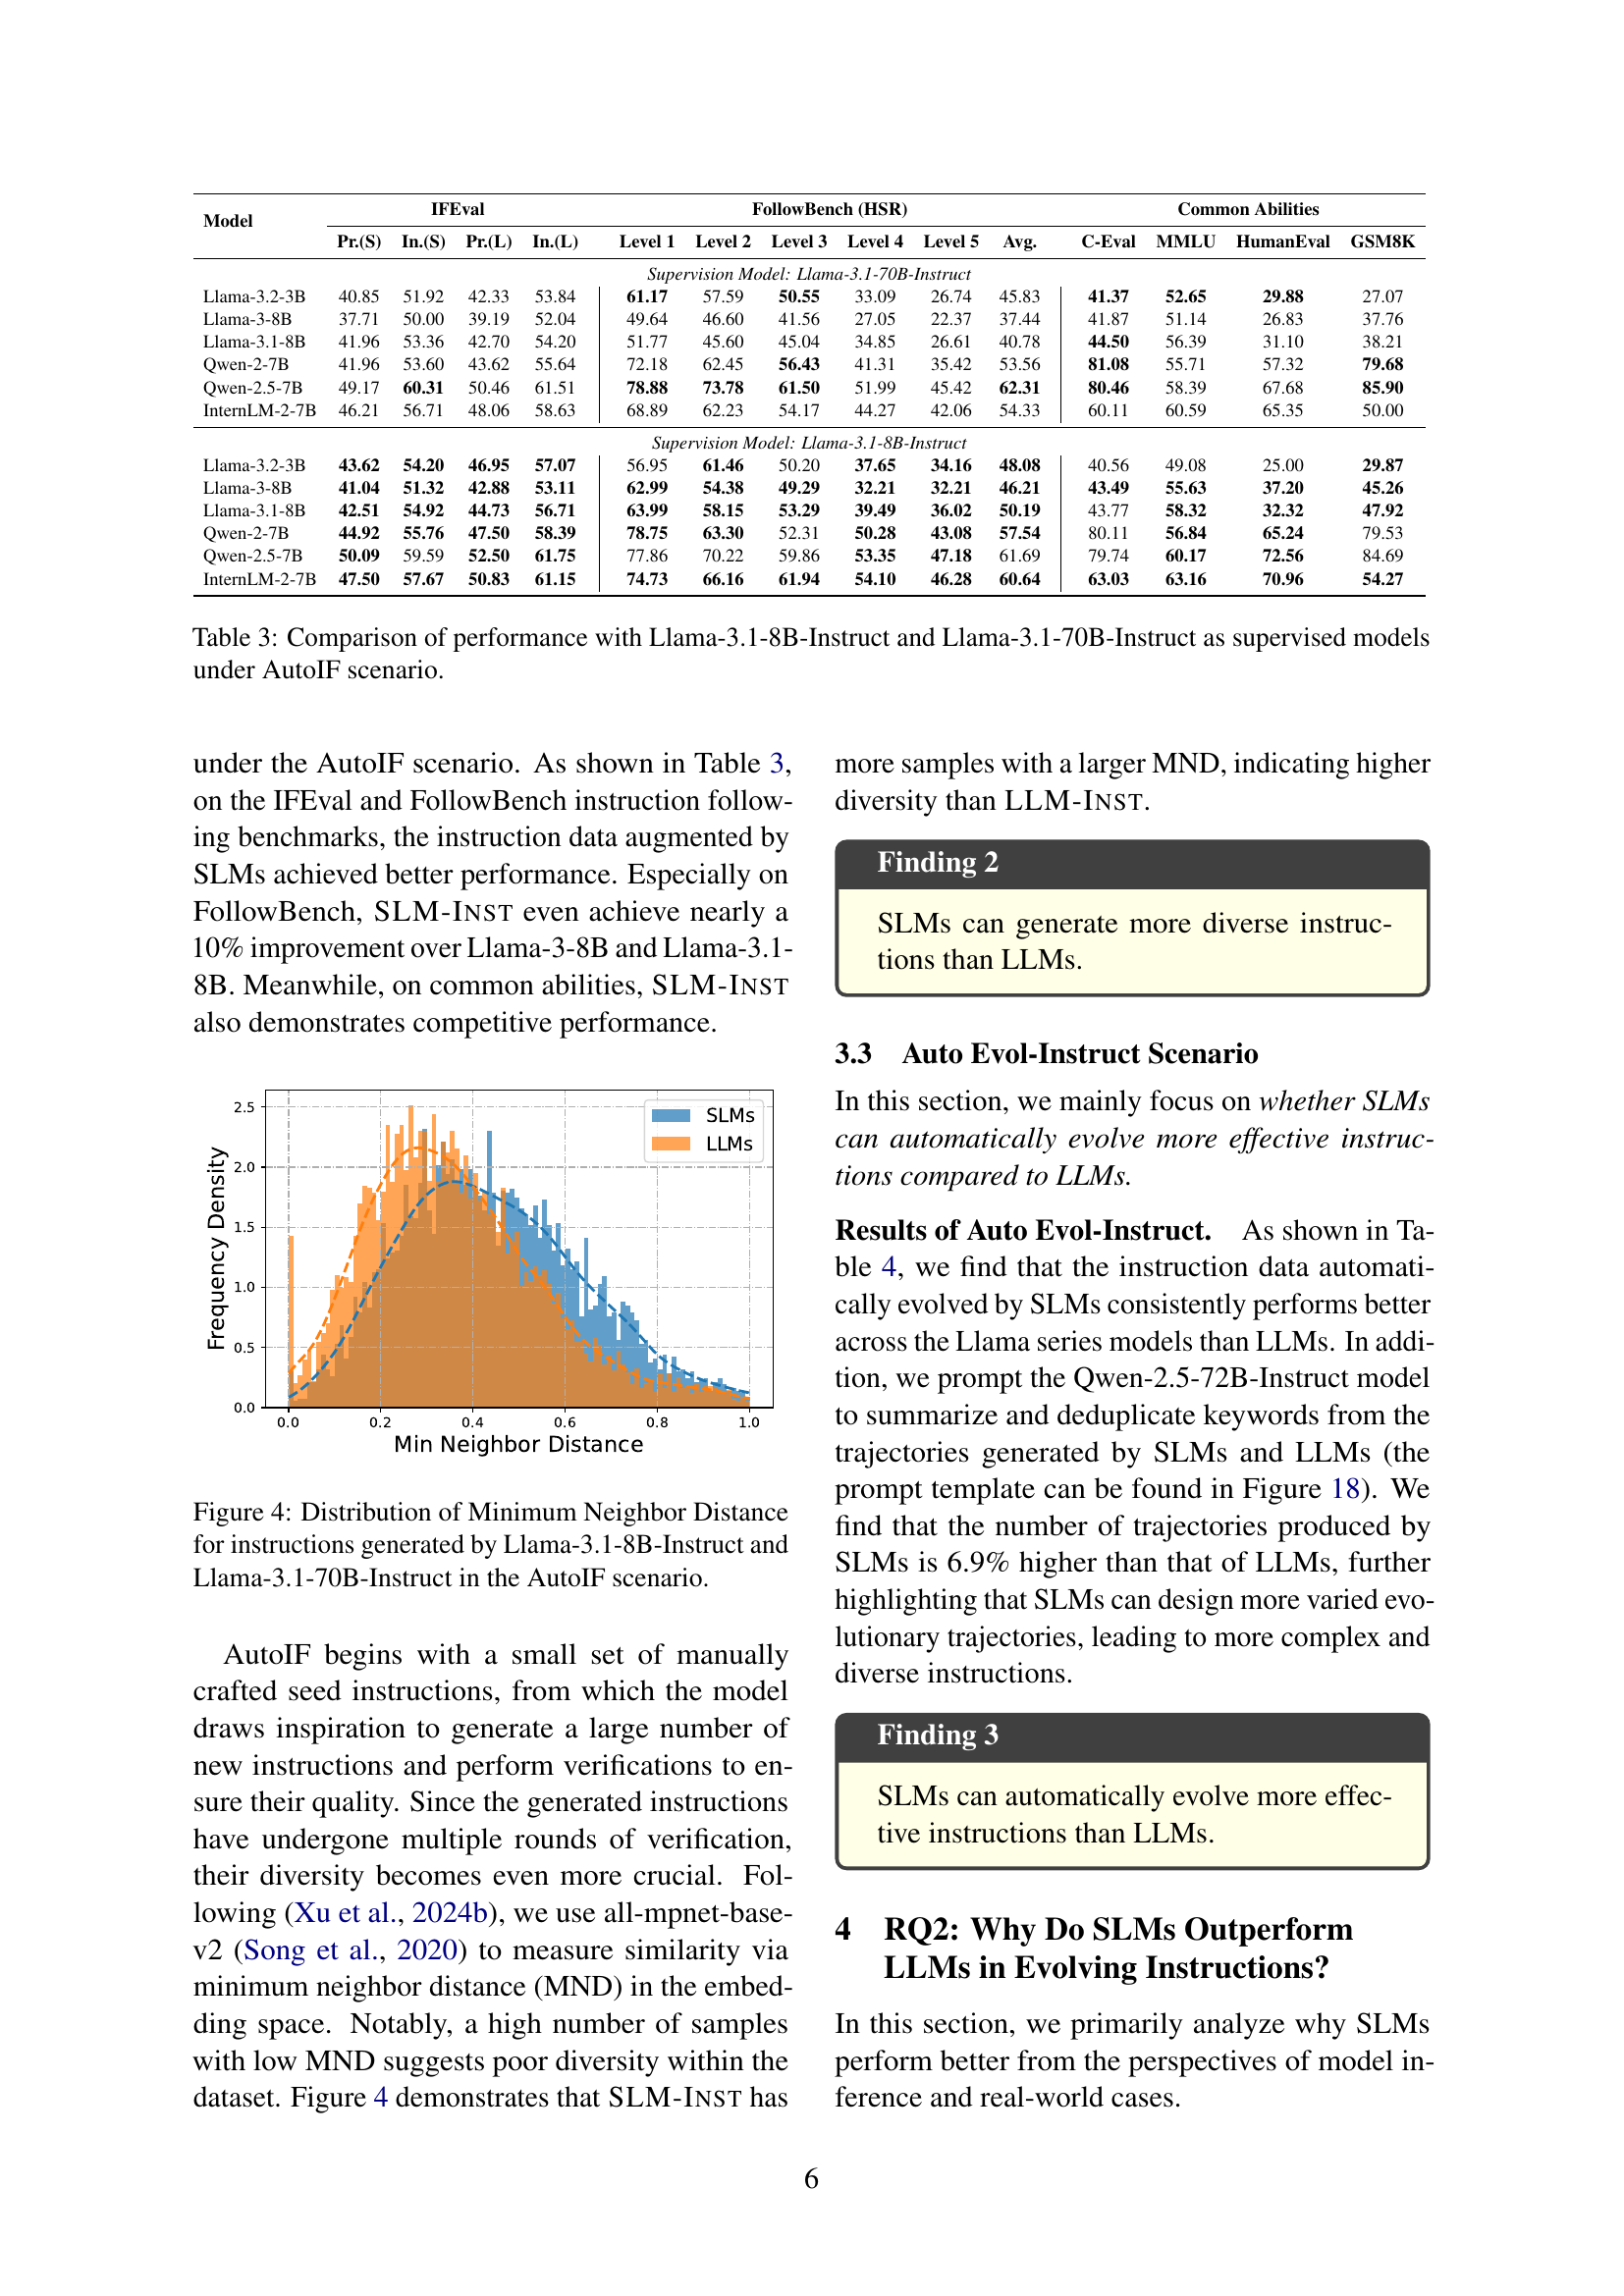 Model IFEval FollowBench (HSR) Common Abilities
Pr.(S) In.(S) Pr.(L) In.(L) Level 1 Level 2 Level 3 Level 4 Level 5 Avg. C-Eval MMLU HumanEval GSM8K
Supervision Model: Llama-3.1-70B-Instruct
Llama-3.2-3B 40.85 51.92 42.33 53.84 61.17 57.59 50.55 33.09 26.74 45.83 41.37 52.65 29.88 27.07
Llama-3-8B 37.71 50.00 39.19 52.04 49.64 46.60 41.56 27.05 22.37 37.44 41.87 51.14 26.83 37.76
Llama-3.1-8B 41.96 53.36 42.70 54.20 51.77 45.60 45.04 34.85 26.61 40.78 44.50 56.39 31.10 38.21
Qwen-2-7B 41.96 53.60 43.62 55.64 72.18 62.45 56.43 41.31 35.42 53.56 81.08 55.71 57.32 79.68
Qwen-2.5-7B 49.17 60.31 50.46 61.51 78.88 73.78 61.50 51.99 45.42 62.31 80.46 58.39 67.68 85.90
InternLM-2-7B 46.21 56.71 48.06 58.63 68.89 62.23 54.17 44.27 42.06 54.33 60.11 60.59 65.35 50.00
Supervision Model: Llama-3.1-8B-Instruct
Llama-3.2-3B 43.62 54.20 46.95 57.07 56.95 61.46 50.20 37.65 34.16 48.08 40.56 49.08 25.00 29.87
Llama-3-8B 41.04 51.32 42.88 53.11 62.99 54.38 49.29 32.21 32.21 46.21 43.49 55.63 37.20 45.26
Llama-3.1-8B 42.51 54.92 44.73 56.71 63.99 58.15 53.29 39.49 36.02 50.19 43.77 58.32 32.32 47.92
Qwen-2-7B 44.92 55.76 47.50 58.39 78.75 63.30 52.31 50.28 43.08 57.54 80.11 56.84 65.24 79.53
Qwen-2.5-7B 50.09 59.59 52.50 61.75 77.86 70.22 59.86 53.35 47.18 61.69 79.74 60.17 72.56 84.69
InternLM-2-7B 47.50 57.67 50.83 61.15 74.73 66.16 61.94 54.10 46.28 60.64 63.03 63.16 70.96 54.27
Table 3: Comparison of performance with Llama-3.1-8B-Instruct and Llama-3.1-70B-Instruct as supervised models
under AutoIF scenario.
under the AutoIF scenario. As shown in Table 3,
on the IFEval and FollowBench instruction follow-
ing benchmarks, the instruction data augmented by
SLMs achieved better performance. Especially on
FollowBench, SLM-INST even achieve nearly a
10% improvement over Llama-3-8B and Llama-3.1-
8B. Meanwhile, on common abilities, SLM-INST
also demonstrates competitive performance.
2.5
2.0
1.5
1.0
0.5
0.0
Frequency Density
SLMs
LLMs
0.0 0.2 0.4 0.6 0.8 1.0
Min Neighbor Distance
Figure 4: Distribution of Minimum Neighbor Distance
for instructions generated by Llama-3.1-8B-Instruct and
Llama-3.1-70B-Instruct in the AutoIF scenario.
AutoIF begins with a small set of manually
crafted seed instructions, from which the model
draws inspiration to generate a large number of
new instructions and perform verifications to en-
sure their quality. Since the generated instructions
have undergone multiple rounds of verification,
their diversity becomes even more crucial. Fol-
lowing (Xu et al., 2024b), we use all-mpnet-base-
v2 (Song et al., 2020) to measure similarity via
minimum neighbor distance (MND) in the embed-
ding space. Notably, a high number of samples
with low MND suggests poor diversity within the
dataset. Figure 4 demonstrates that SLM-INST has
more samples with a larger MND, indicating higher
diversity than LLM-INST.
Finding 2
SLMs can generate more diverse instruc-
tions than LLMs.
3.3 Auto Evol-Instruct Scenario
In this section, we mainly focus on whether SLMs
can automatically evolve more effective instruc-
tions compared to LLMs.
Results of Auto Evol-Instruct. As shown in Ta-
ble 4, we find that the instruction data automati-
cally evolved by SLMs consistently performs better
across the Llama series models than LLMs. In addi-
tion, we prompt the Qwen-2.5-72B-Instruct model
to summarize and deduplicate keywords from the
trajectories generated by SLMs and LLMs (the
prompt template can be found in Figure 18). We
find that the number of trajectories produced by
SLMs is 6.9% higher than that of LLMs, further
highlighting that SLMs can design more varied evo-
lutionary trajectories, leading to more complex and
diverse instructions.
Finding 3
SLMs can automatically evolve more effec-
tive instructions than LLMs.
4 RQ2: Why Do SLMs Outperform
LLMs in Evolving Instructions?
In this section, we primarily analyze why SLMs
perform better from the perspectives of model in-
ference and real-world cases.
6